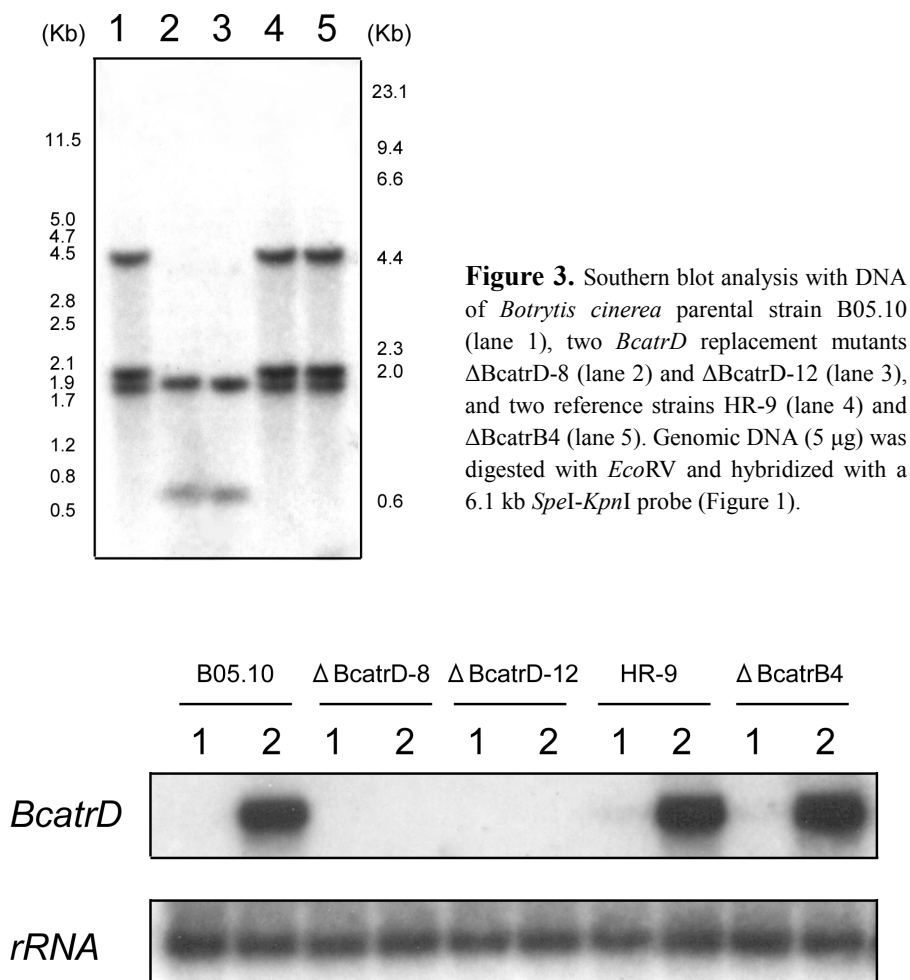 (Kb) 1 2 3 4 5 (Kb)
23.1
11.5
9.4
6.6
5.0
4.7
4.5
4.4
2.8
2.5
2.3
2.1
2.0
1.9
1.7
1.2
0.8
0.6
0.5
Figure 3. Southern blot analysis with DNA
of Botrytis cinerea parental strain B05.10
(lane 1), two BcatrD replacement mutants
ΔBcatrD-8 (lane 2) and ΔBcatrD-12 (lane 3),
and two reference strains HR-9 (lane 4) and
ΔBcatrB4 (lane 5). Genomic DNA (5 µg) was
digested with EcoRV and hybridized with a
6.1 kb SpeI-KpnI probe (Figure 1).
B05.10 Δ BcatrD-8 Δ BcatrD-12 HR-9 Δ BcatrB4
1 2 1 2 1 2 1 2 1 2
BcatrD
rRNA